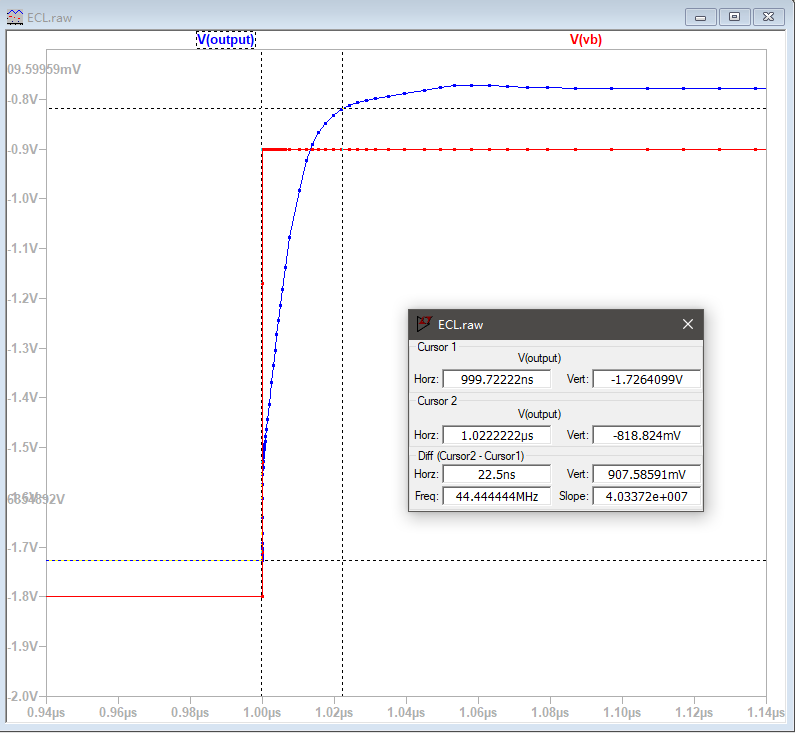 ECL.raw
V(output) V(vb)
09.59959mV
-0.8V
-0.9V
-1.0V
-1.1V
-1.2V
-1.3V
-1.4V
-1.5V
-1.6V
-1.7V
-1.8V
-1.9V
-2.0V
0.94µs 0.96µs 0.98µs 1.00µs 1.02µs 1.04µs 1.06µs 1.08µs 1.10µs 1.12µs 1.14µs
ECL.raw
Cursor 1
V(output)
Horz: 999.72222ns Vert: -1.7264099V
Cursor 2
V(output)
Horz: 1.0222222µs Vert: -818.824mV
Diff (Cursor2 - Cursor1)
Horz: 22.5ns Vert: 907.58591mV
Freq: 44.444444MHz Slope: 4.03372e+007